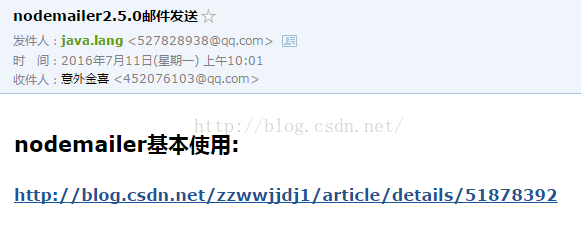 nodemailer2.5.0邮件发送
发件人：java.lang <527828938@qq.com>
时　间：2016年7月11日(星期一) 上午10:01
收件人：意外金喜 <452076103@qq.com>
http://blog.csdn.net/
nodemailer基本使用:
http://blog.csdn.net/zzwwjjdj1/article/details/51878392